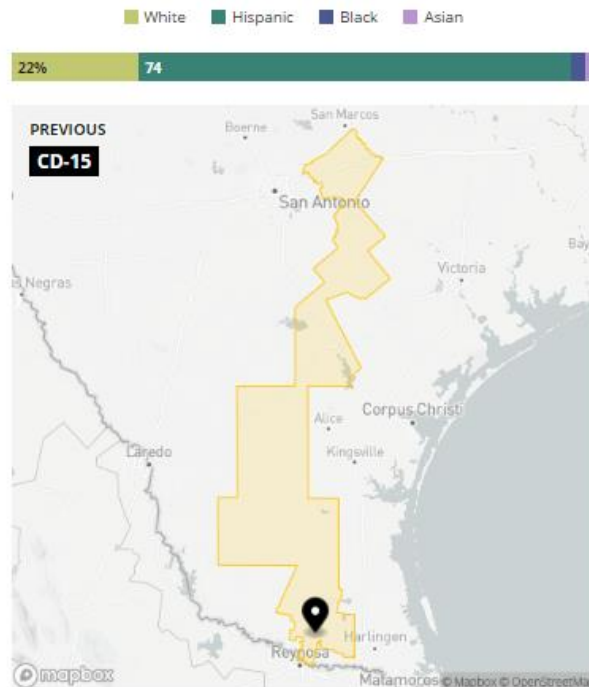 White Hispanic Black Asian
22% 74
PREVIOUS
CD-15
San Marcos
Boerne
San Antonio
Victoria
Bay
Negras
Alice
Corpus Christi
Laredo
Kingsville
Harlingen
Reynosa
Matamoros
mapbox
© Mapbox © OpenStreetMa